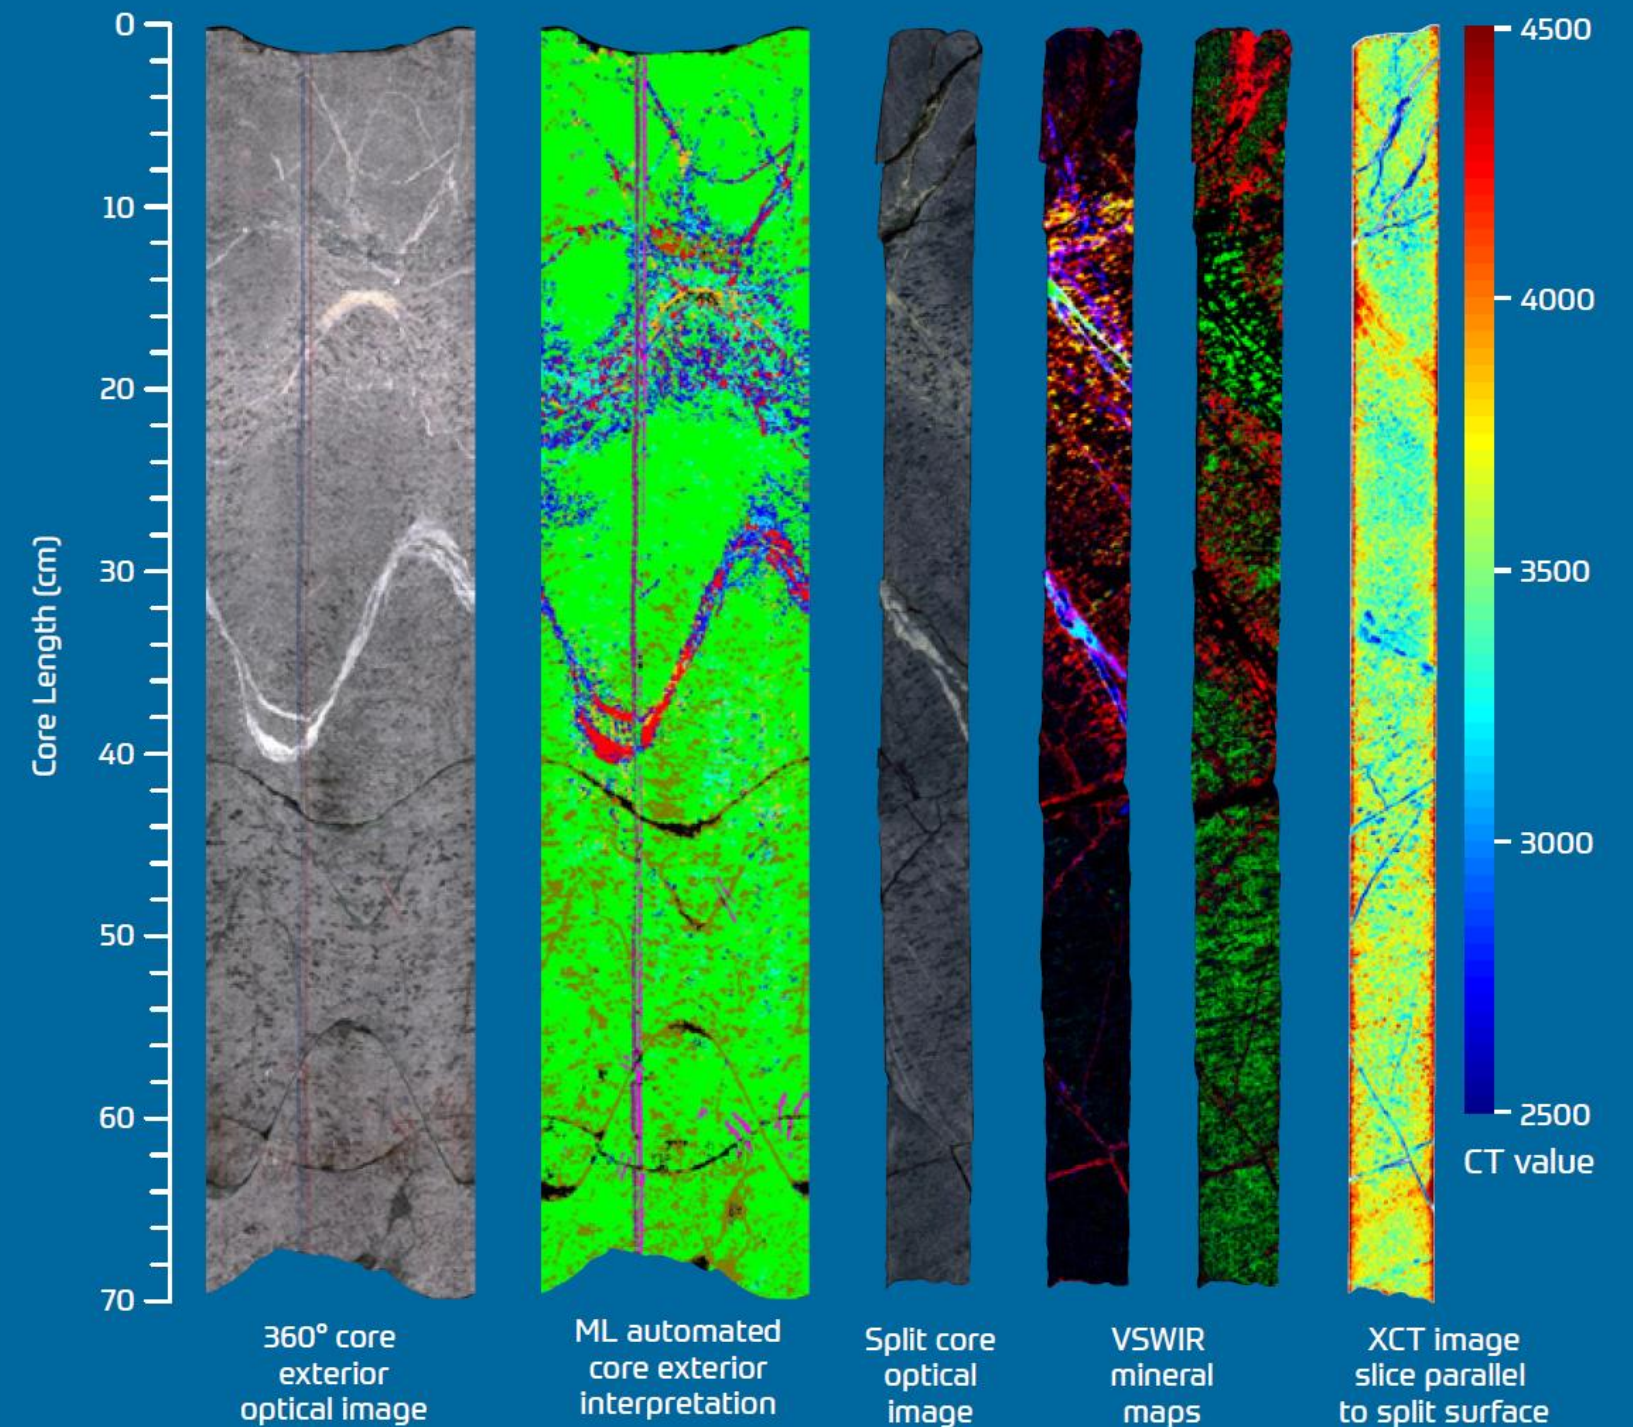 0
10
20
30
40
50
60
70
Core Length (cm)
4500
4000
3500
3000
2500
CT value
360° core
exterior
optical image
ML automated
core exterior
interpretation
Split core
optical
image
VSWIR
mineral
maps
XCT image
slice parallel
to split surface